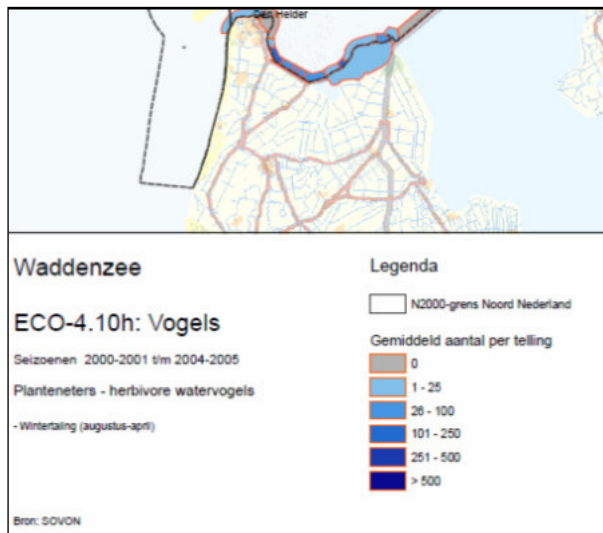 Den Helder
Waddenzee
ECO-4.10h: Vogels
Seizoenen 2000-2001 t/m 2004-2005
Planteneters - herbivore watervogels
- Wintertaling (augustus-april)
Bron: SOVON
Legenda
N2000-grens Noord Nederland
Gemiddeld aantal per telling
0
1 - 25
26 - 100
101 - 250
251 - 500
> 500